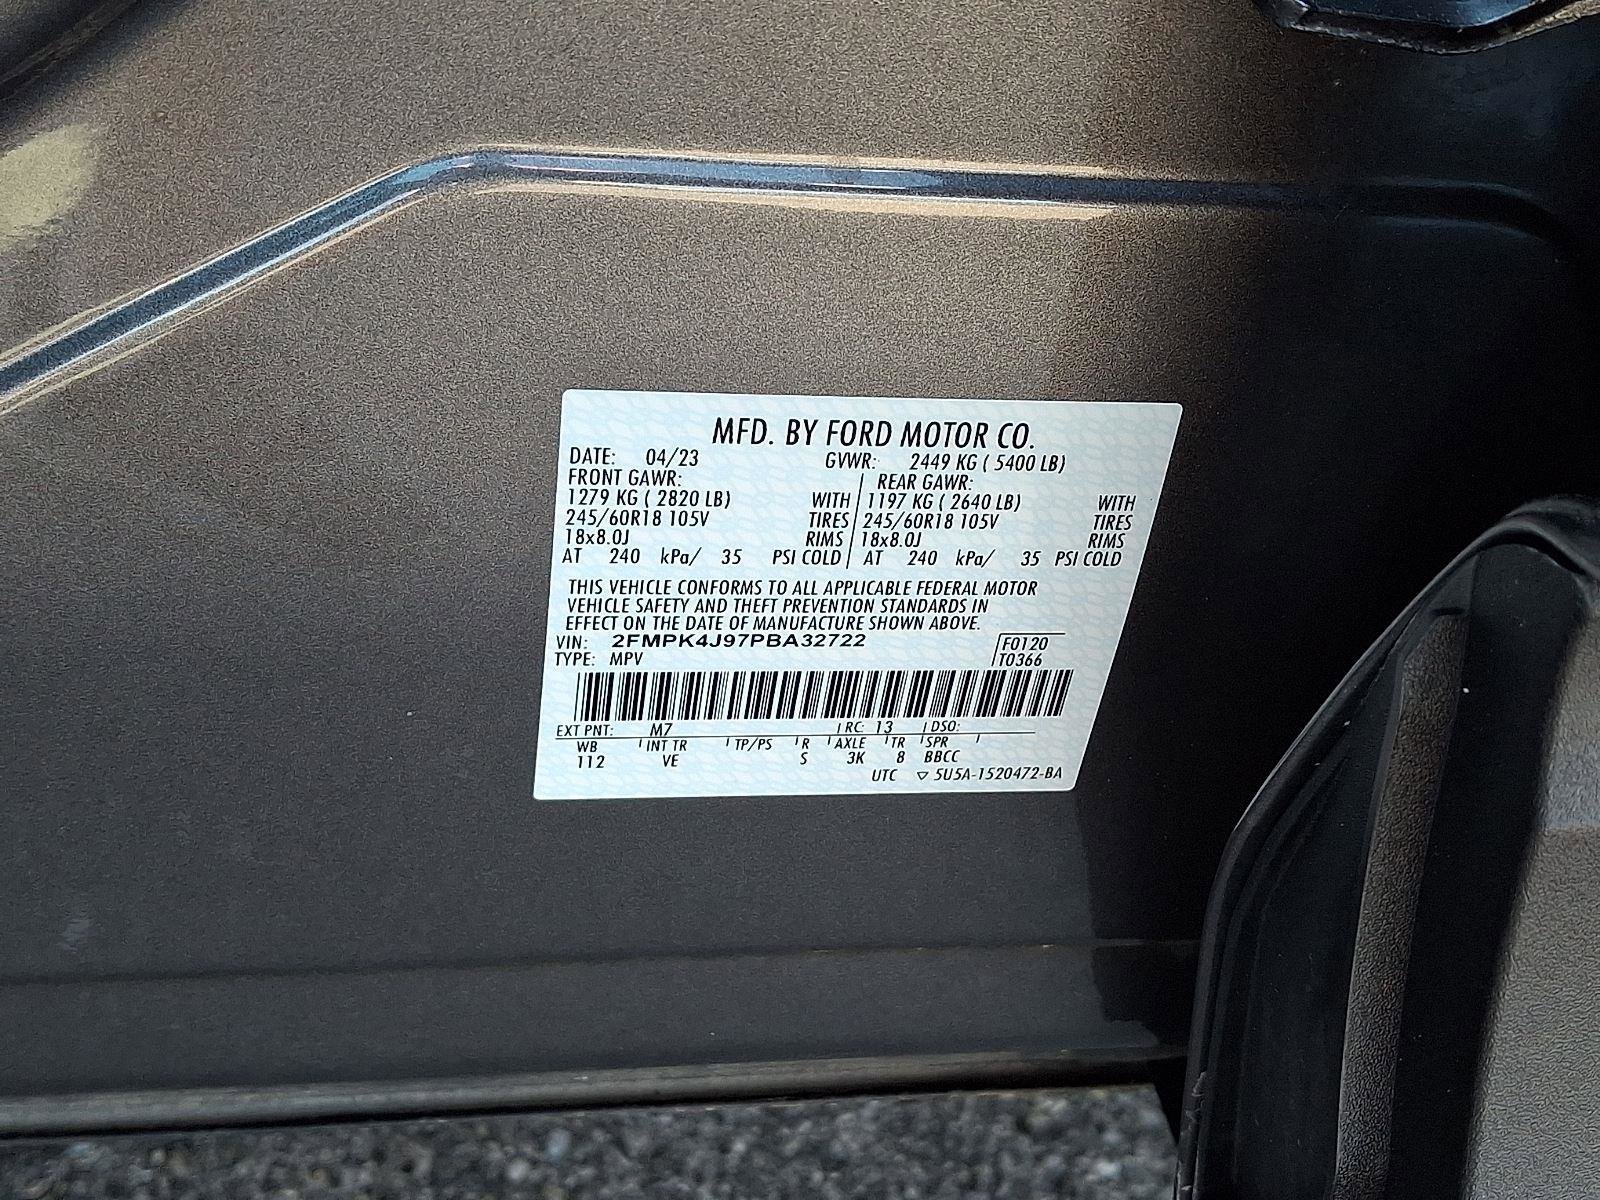 MFD. BY FORD MOTOR CO.
DATE: 04/23 GVWR: 2449 KG ( 5400 LB)
FRONT GAWR: REAR GAWR:
1279 KG ( 2820 LB) WITH 1197 KG ( 2640 LB) WITH
245/60R18 105V TIRES 245/60R18 105V TIRES
18x8.0J RIMS 18x8.0J RIMS
AT 240 kPa/ 35 PSI COLD AT 240 kPa/ 35 PSI COLD
THIS VEHICLE CONFORMS TO ALL APPLICABLE FEDERAL MOTOR
VEHICLE SAFETY AND THEFT PREVENTION STANDARDS IN
EFFECT ON THE DATE OF MANUFACTURE SHOWN ABOVE.
VIN: 2FMPK4J97PBA32722 F0120
TYPE: MPV T0366
EXT PNT: M7 RC: 13 DSO:
WB INT TR TP/PS R AXLE TR SPR
112 VE S 3K 8 BBCC
UTC ▽ 5U5A-1520472-BA